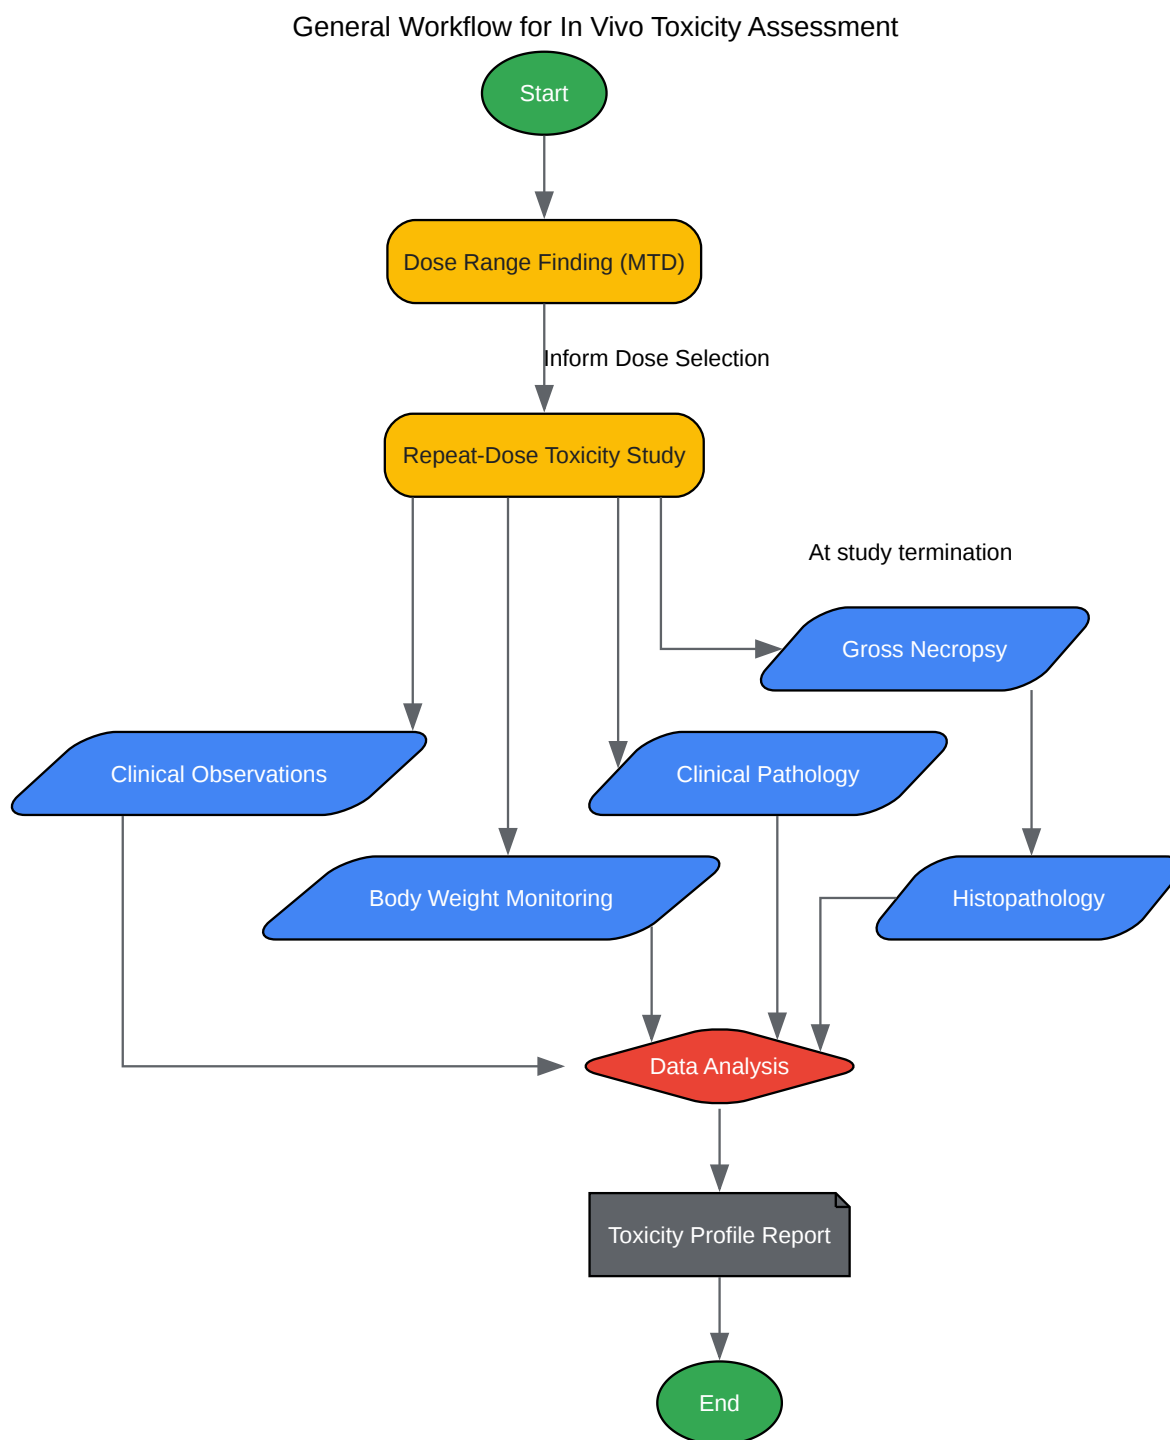 General Workflow for In Vivo Toxicity Assessment
Start
Dose Range Finding (MTD)
Inform Dose Selection
Repeat-Dose Toxicity Study
At study termination
Gross Necropsy
Clinical Observations
Clinical Pathology
Body Weight Monitoring
Histopathology
Data Analysis
Toxicity Profile Report
End